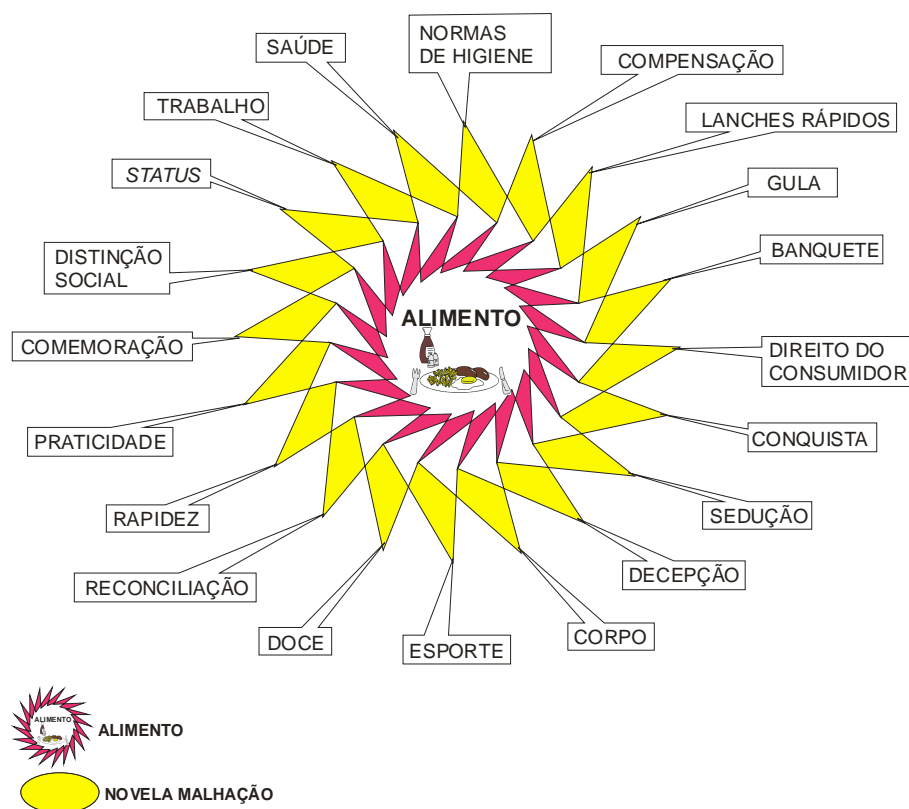 NORMAS
DE HIGIENE
SAÚDE
COMPENSAÇÃO
TRABALHO
LANCHES RÁPIDOS
STATUS
GULA
DISTINÇÃO
SOCIAL
BANQUETE
ALIMENTO
COMEMORAÇÃO
DIREITO DO
CONSUMIDOR
PRATICIDADE
CONQUISTA
RAPIDEZ
SEDUÇÃO
RECONCILIAÇÃO
DECEPÇÃO
DOCE
ESPORTE
CORPO
ALIMENTO
ALIMENTO
NOVELA MALHAÇÃO